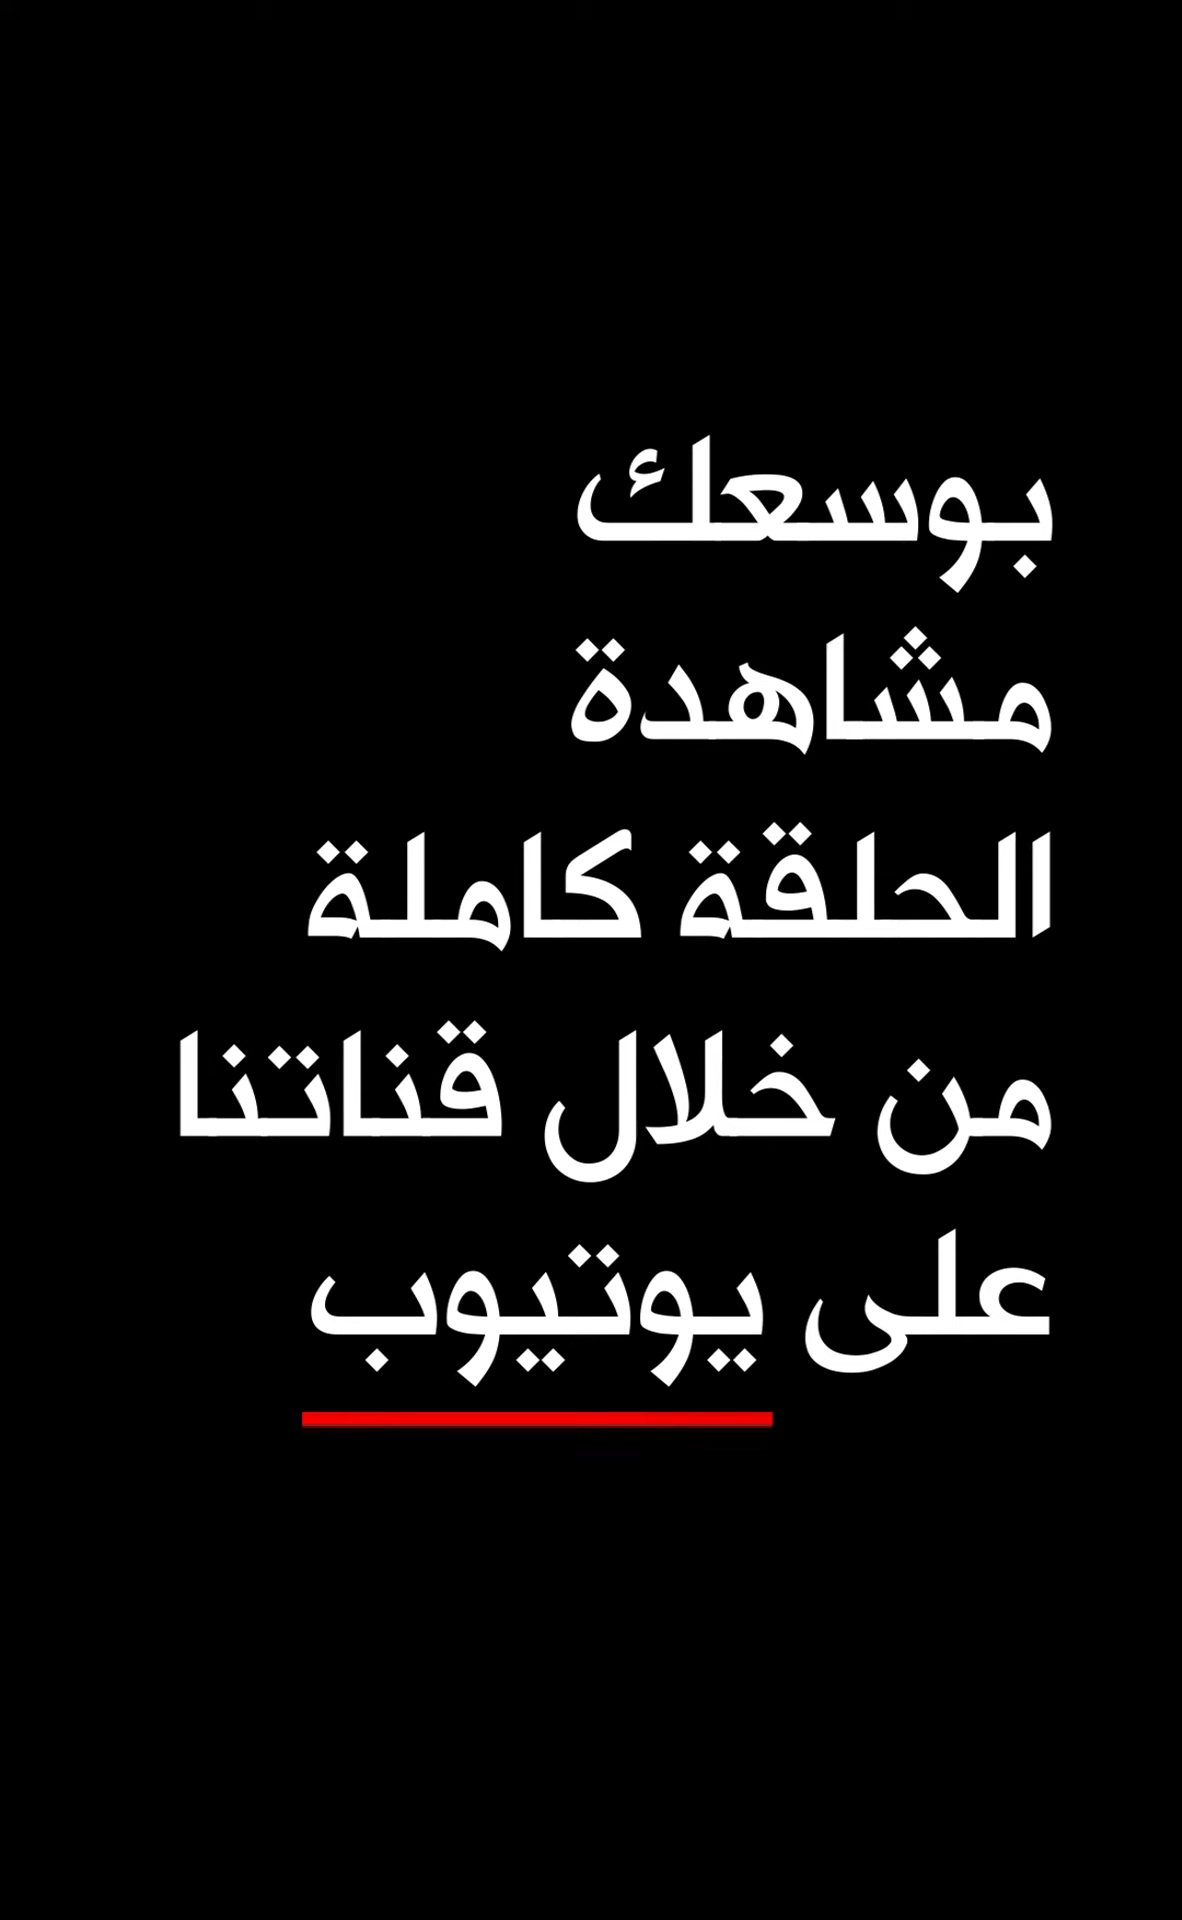 بوسعك
مشاهدة
الحلقة كاملة
من خلال قناتنا
على يوتيوب